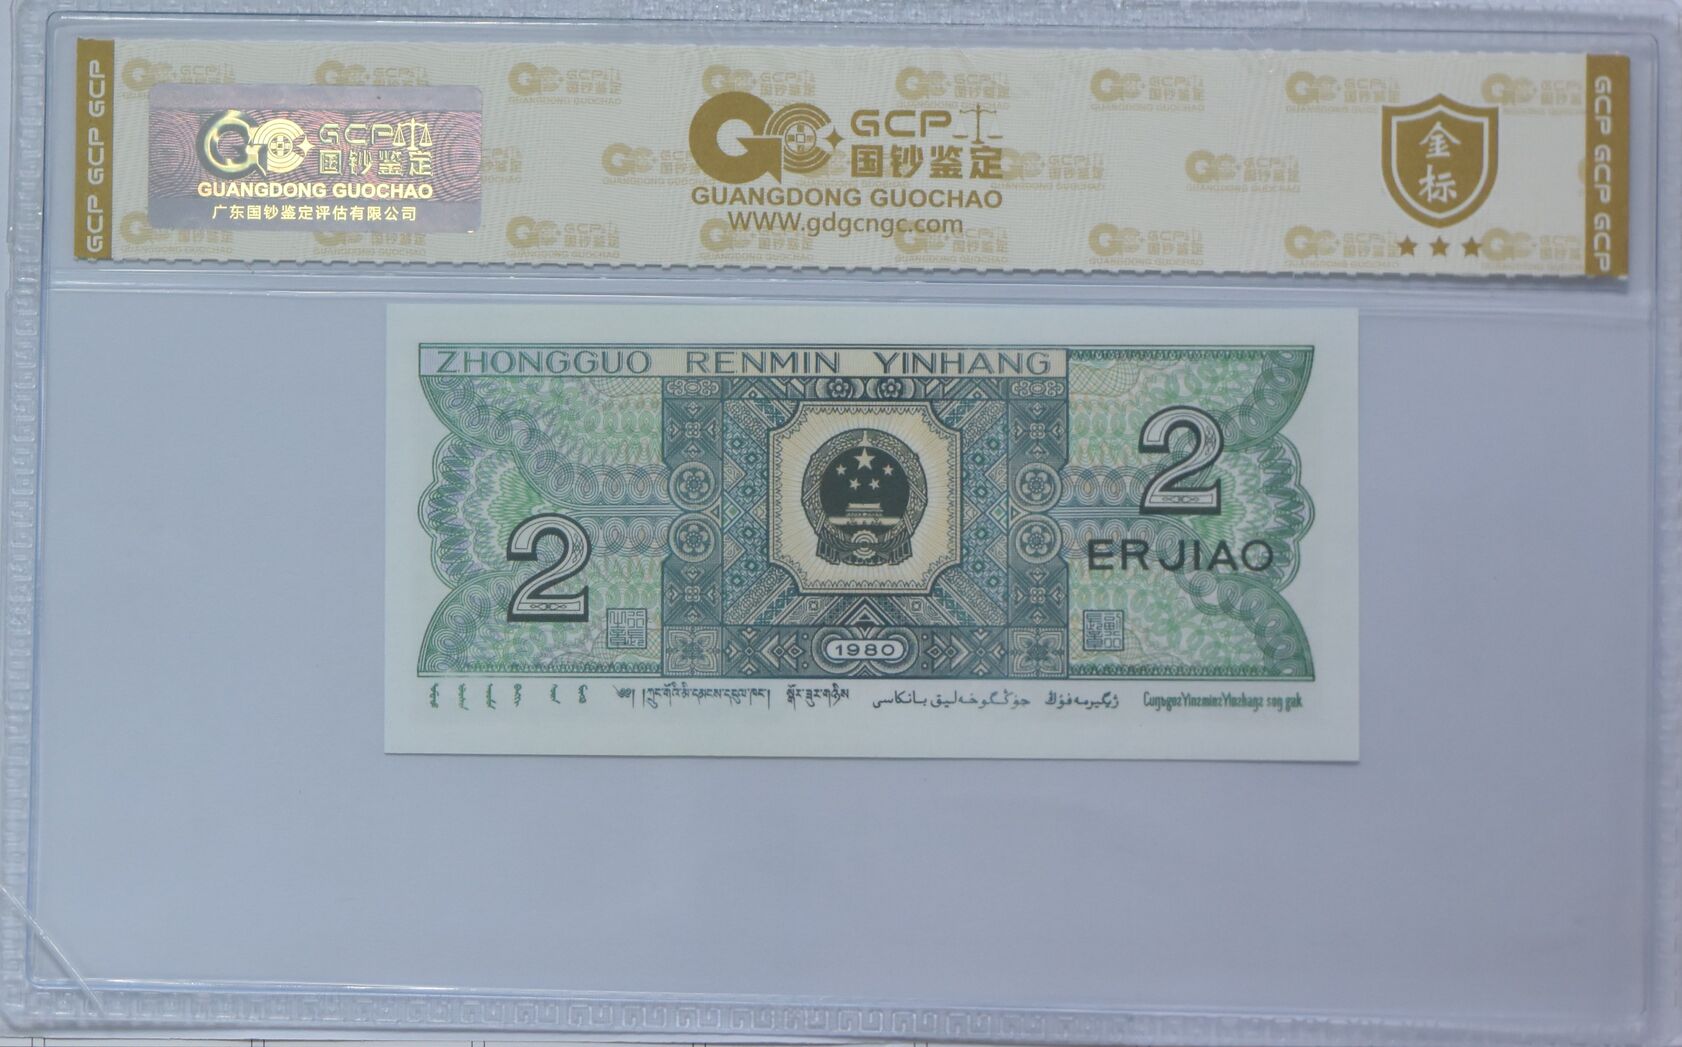 GCP GCP GCP
GCP 国钞鉴定
GUANGDONG GUOCHAO
广东国钞鉴定评估有限公司
GCP
国钞鉴定
GUANGDONG GUOCHAO
WWW.gdgcngc.com
金标
GCP GCP GCP
ZHONGGUO RENMIN YINHANG
2
2
ERJIAO
1980